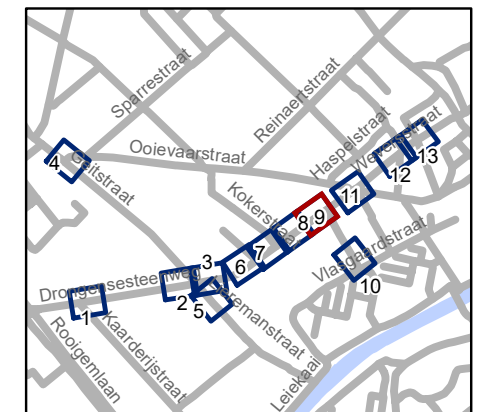 Sparrestraat
Reinaertstraat
Haspelstraat
Weversstraat
13
12
Ooievaarstraat
4
Geitstraat
Kokerstraat
11
8
9
7
6
3
Vlasgaardstraat
10
Drongensesteenweg
2
5
1
Kaarderijstraat
Rooigemlaan
Leiekaai